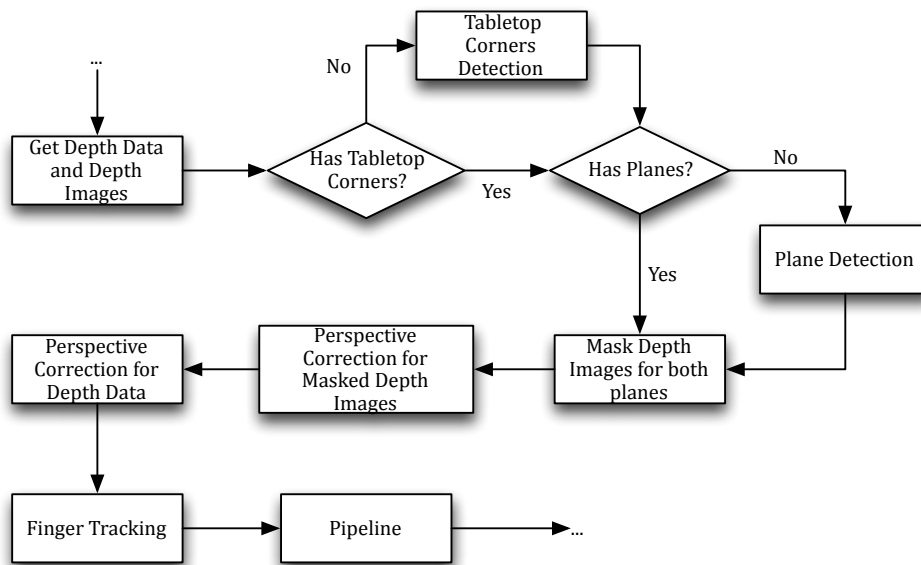 Tabletop
Corners
Detection
No
...
Get Depth Data
and Depth
Images
Has Tabletop
Corners?
Yes
Has Planes?
No
Yes
Plane Detection
Perspective
Correction for
Depth Data
Perspective
Correction for
Masked Depth
Images
Mask Depth
Images for both
planes
Finger Tracking
Pipeline
...